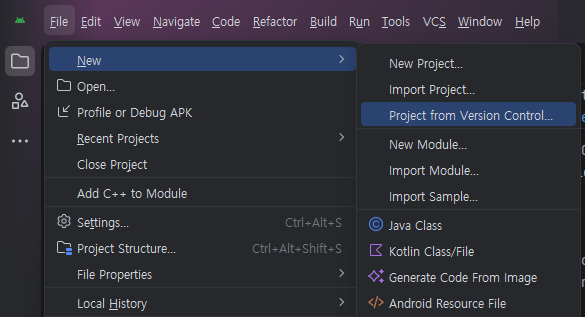 File Edit View Navigate Code Refactor Build Run Tools VCS Window Help
New
Open...
Profile or Debug APK
Recent Projects
Close Project
Add C++ to Module
Settings... Ctrl+Alt+S
Project Structure... Ctrl+Alt+Shift+S
File Properties
Local History
New Project...
Import Project...
Project from Version Control...
New Module...
Import Module...
Import Sample...
Java Class
Kotlin Class/File
Generate Code From Image
Android Resource File